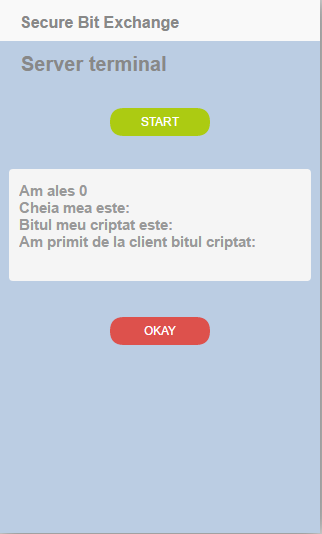 Secure Bit Exchange
Server terminal
START
Am ales 0
Cheia mea este:
Bitul meu criptat este:
Am primit de la client bitul criptat:
OKAY